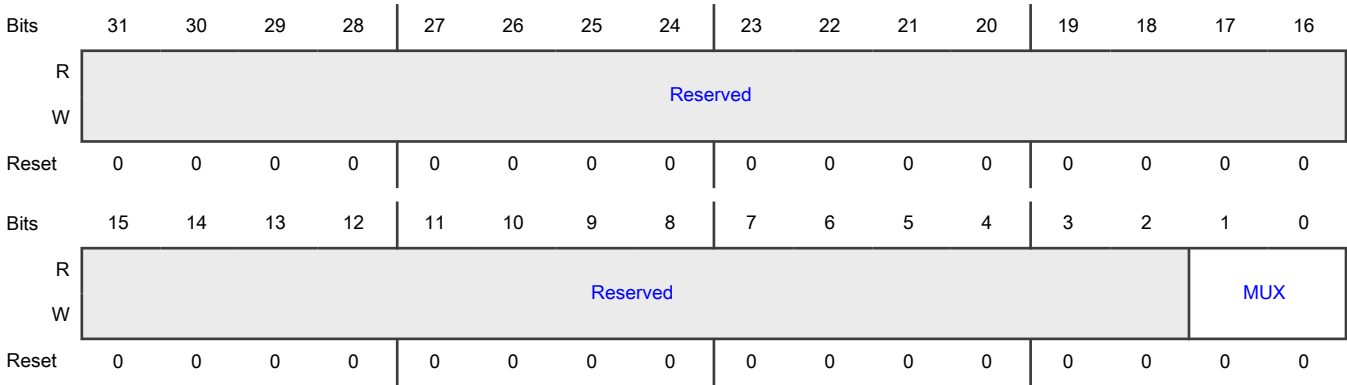 Bits 31 30 29 28 27 26 25 24 23 22 21 20 19 18 17 16
R
Reserved
W
Reset 0 0 0 0 0 0 0 0 0 0 0 0 0 0 0 0
Bits 15 14 13 12 11 10 9 8 7 6 5 4 3 2 1 0
R
Reserved MUX
W
Reset 0 0 0 0 0 0 0 0 0 0 0 0 0 0 0 0